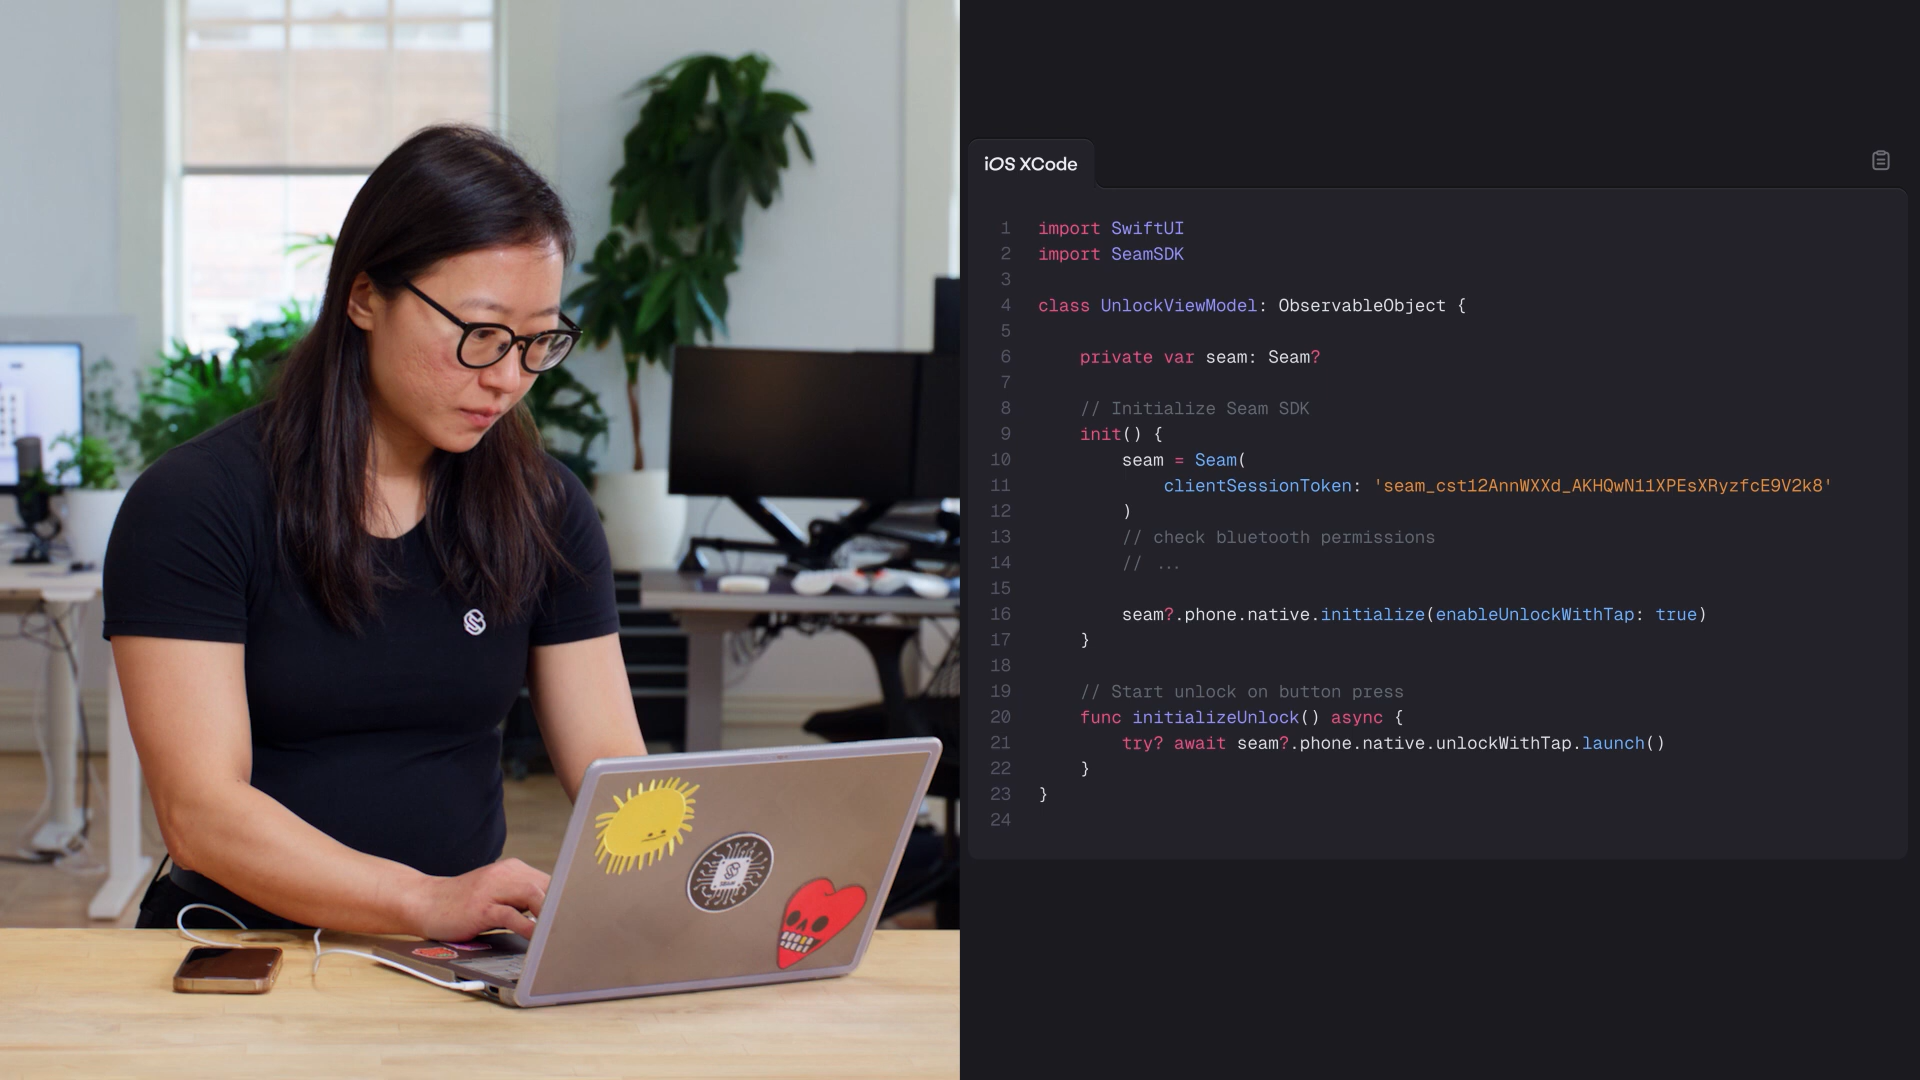 iOS XCode
1 import SwiftUI
2 import SeamSDK
3
4 class UnlockViewModel: ObservableObject {
5
6     private var seam: Seam?
7
8     // Initialize Seam SDK
9     init() {
10         seam = Seam(
11             clientSessionToken: 'seam_cst12AnnWXXd_AKHQwN11XPEsXRyzfcE9V2k8'
12         )
13         // check bluetooth permissions
14         // ...
15
16         seam?.phone.native.initialize(enableUnlockWithTap: true)
17     }
18
19     // Start unlock on button press
20     func initializeUnlock() async {
21         try? await seam?.phone.native.unlockWithTap.launch()
22     }
23 }
24
SEAM